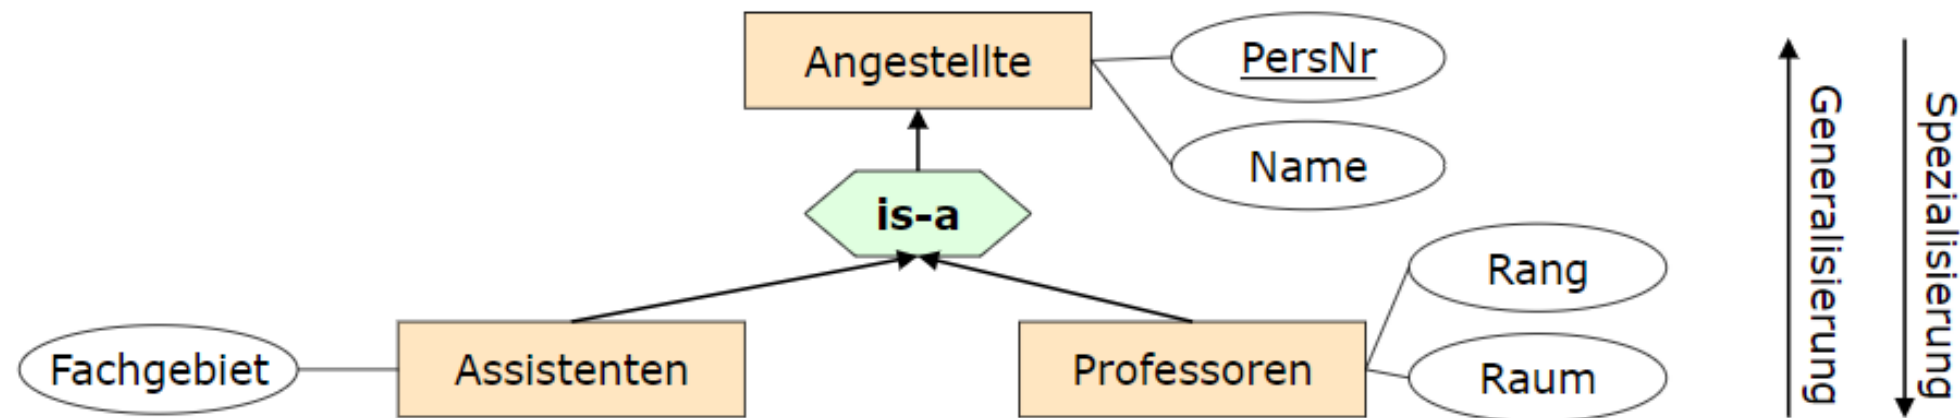 Angestellte
PersNr
Name
is-a
Rang
Fachgebiet
Assistenten
Professoren
Raum
Generalisierung
Spezialisierung